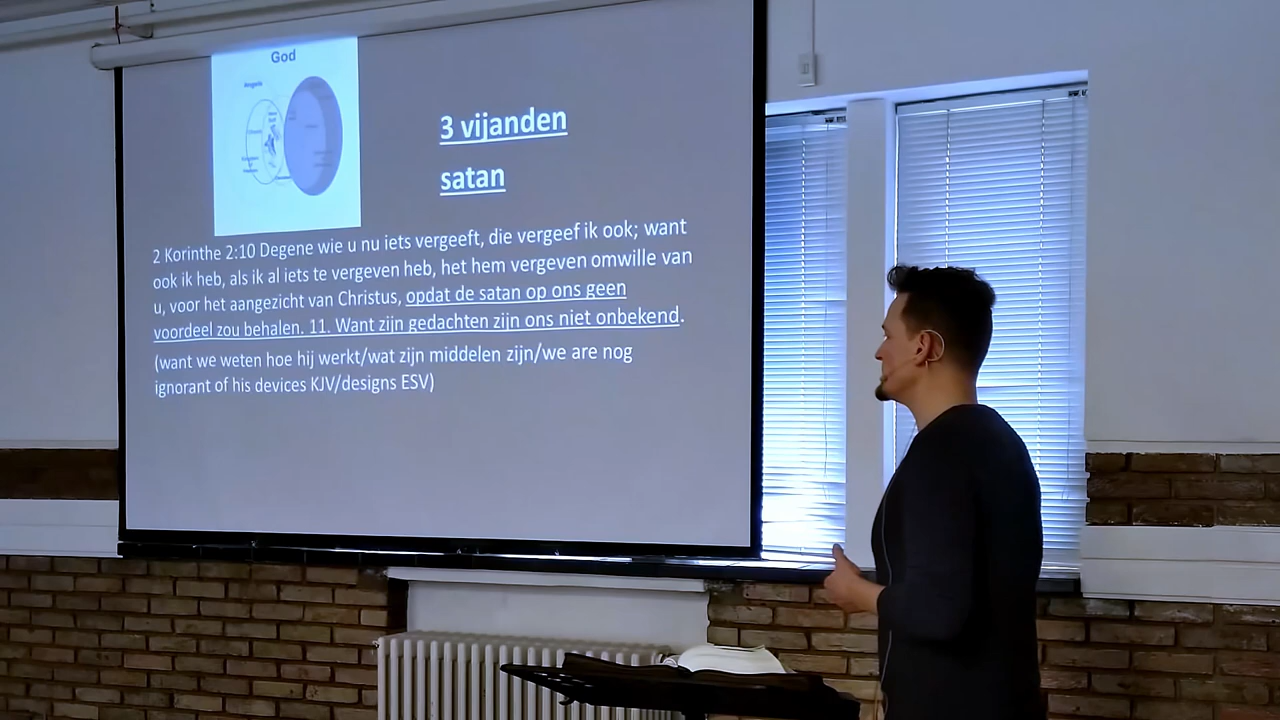 God
3 vijanden
satan
2 Korinthe 2:10 Degene wie u nu iets vergeeft, die vergeef ik ook; want
ook ik heb, als ik al iets te vergeven heb, het hem vergeven omwille van
u, voor het aangezicht van Christus, opdat de satan op ons geen
voordeel zou behalen. 11. Want zijn gedachten zijn ons niet onbekend.
(want we weten hoe hij werkt/wat zijn middelen zijn/we are nog
ignorant of his devices KJV/designs ESV)